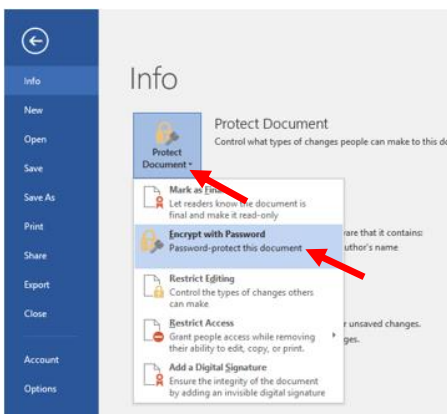 Info
Info
New
Protect Document
Open
Control what types of changes people can make to this do
Protect
Document
Save
Mark as Fina
Save As
Let readers know the document is
final and make it read-only
Print
Encrypt with Password
ware that it contains:
Password-protect this document
author's name
Share
Restrict Editing
Export
Control the types of changes others
can make
Close
Restrict Access
r unsaved changes.
Grant people access while removing
ges.
their ability to edit, copy, or print.
Account
Add a Digital Signature
Ensure the integrity of the document
Options
by adding an invisible digital signature